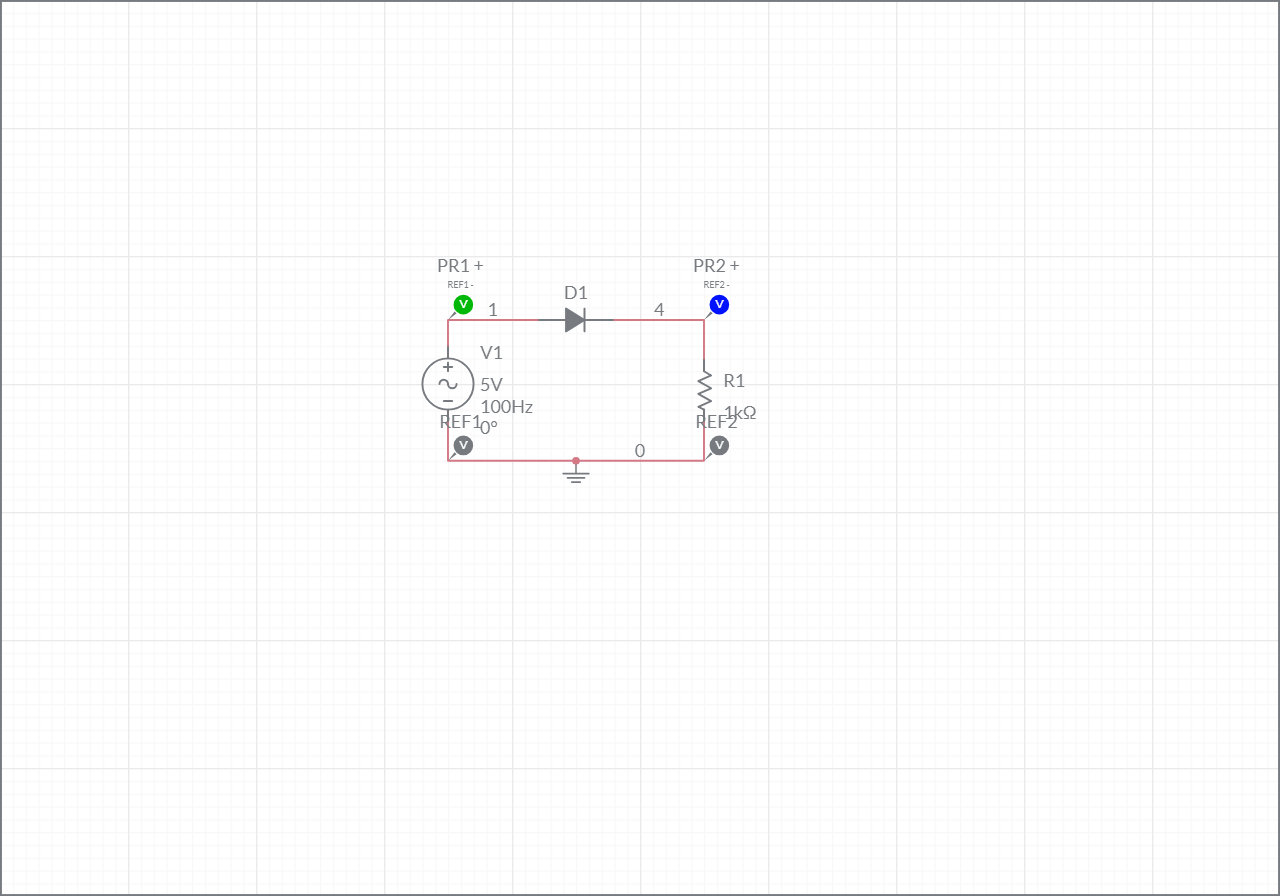 PR1 +
REF1 -
V
PR2 +
REF2 -
V
D1
1
4
V1
5V
100Hz
0°
R1
1kΩ
REF1
V
REF2
V
0